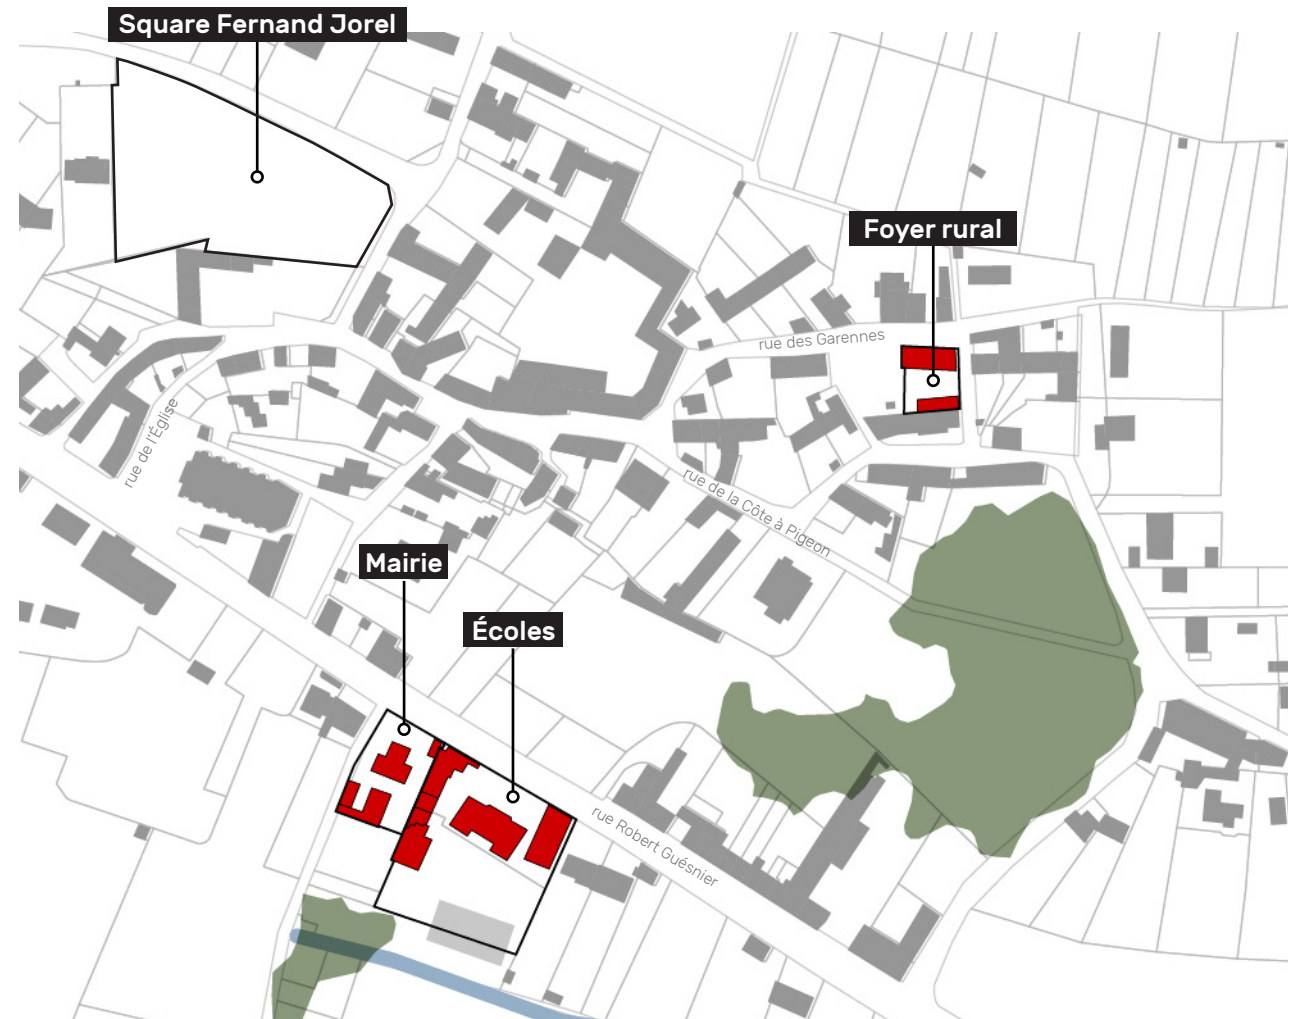 Square Fernand Jorel
Foyer rural
rue des Garennes
rue de l'Église
rue de la Côte à Pigeon
Mairie
Écoles
rue Robert Guésnier